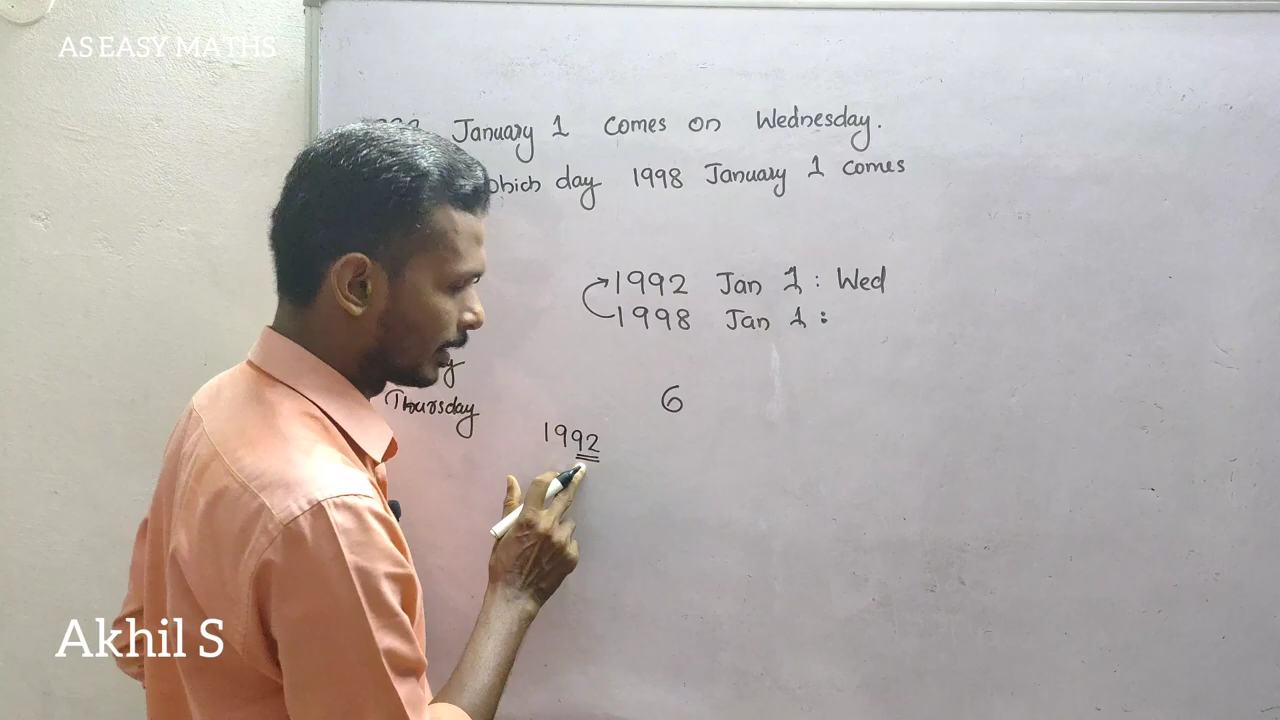 AS EASY MATHS
January 1 comes on Wednesday.
which day 1998 January 1 comes
1992 Jan 1 : Wed
1998 Jan 1 :
Thursday
6
1992
Akhil S